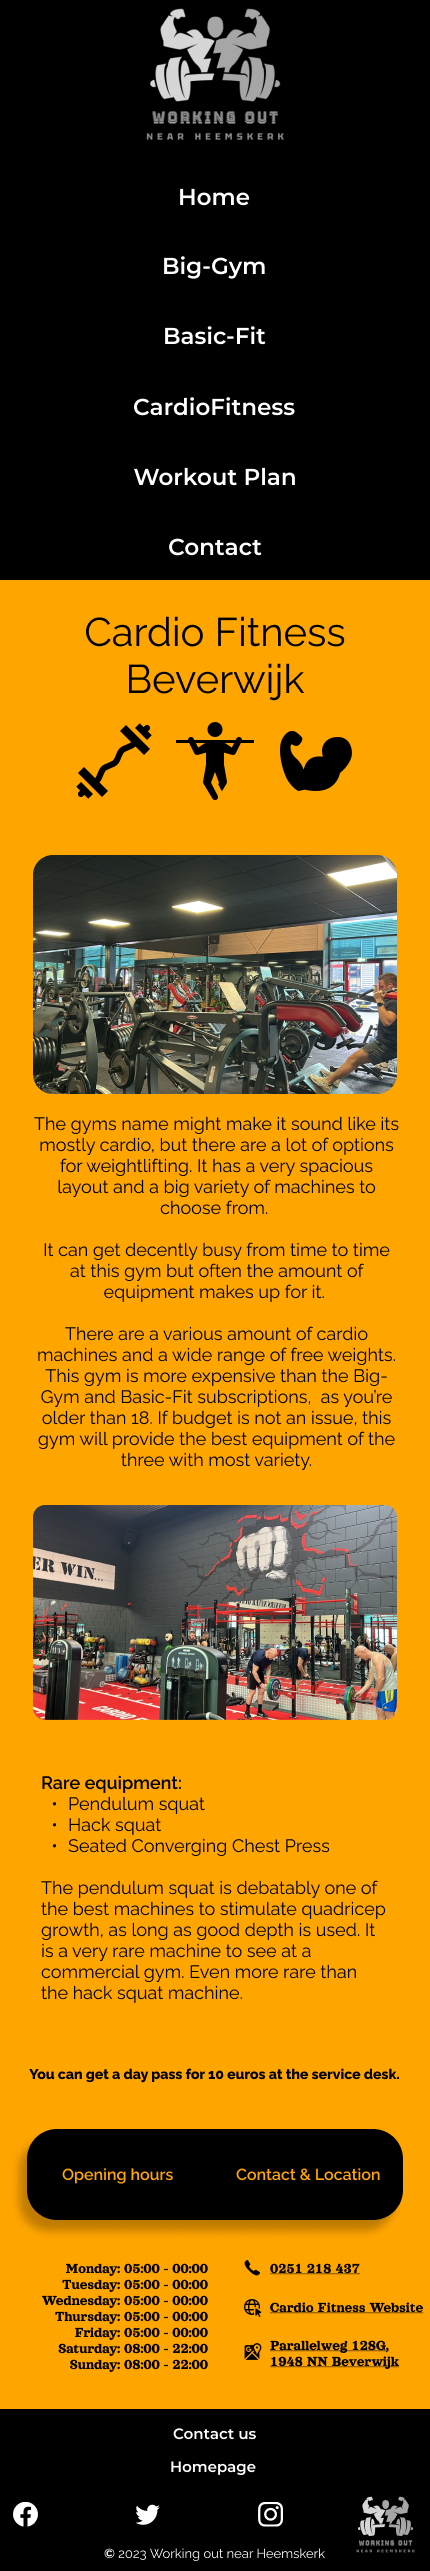 WORKING OUT
NEAR HEEMSKERK
Home
Big-Gym
Basic-Fit
CardioFitness
Workout Plan
Contact
Cardio Fitness
Beverwijk
The gyms name might make it sound like its
mostly cardio, but there are a lot of options
for weightlifting. It has a very spacious
layout and a big variety of machines to
choose from.
It can get decently busy from time to time
at this gym but often the amount of
equipment makes up for it.
There are a various amount of cardio
machines and a wide range of free weights.
This gym is more expensive than the Big-
Gym and Basic-Fit subscriptions,  as you're
older than 18. If budget is not an issue, this
gym will provide the best equipment of the
three with most variety.
ER WIN...
Rare equipment:
• Pendulum squat
• Hack squat
• Seated Converging Chest Press
The pendulum squat is debatably one of
the best machines to stimulate quadricep
growth, as long as good depth is used. It
is a very rare machine to see at a
commercial gym. Even more rare than
the hack squat machine.
You can get a day pass for 10 euros at the service desk.
Opening hours
Contact & Location
Monday: 05:00 - 00:00
Tuesday: 05:00 - 00:00
Wednesday: 05:00 - 00:00
Thursday: 05:00 - 00:00
Friday: 05:00 - 00:00
Saturday: 08:00 - 22:00
Sunday: 08:00 - 22:00
0251 218 437
Cardio Fitness Website
Parallelweg 128G,
1948 NN Beverwijk
Contact us
Homepage
WORKING OUT
NEAR HEEMSKERK
© 2023 Working out near Heemskerk